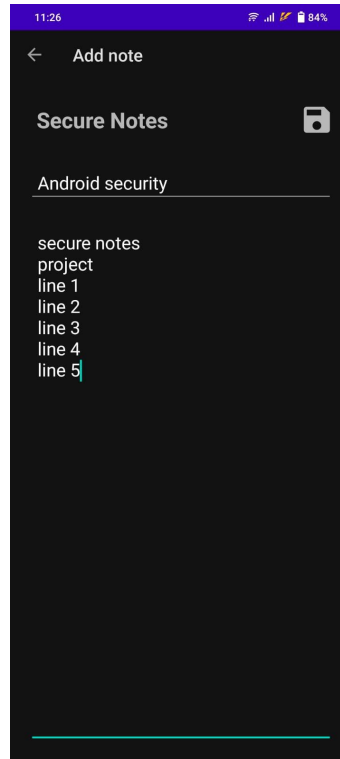 11:26
84%
Add note
Secure Notes
Android security
secure notes
project
line 1
line 2
line 3
line 4
line 5